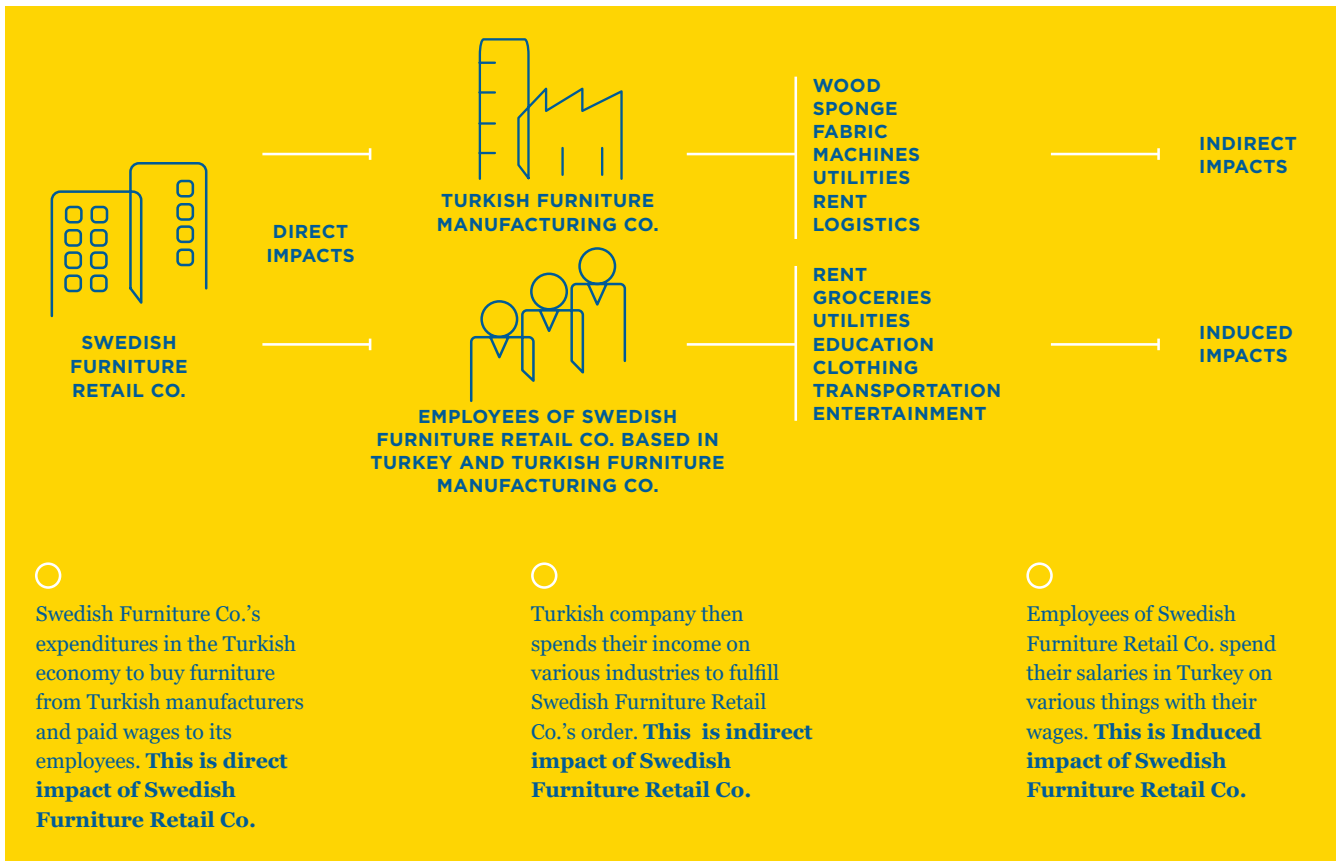 SWEDISH
FURNITURE
RETAIL CO.
DIRECT
IMPACTS
TURKISH FURNITURE
MANUFACTURING CO.
EMPLOYEES OF SWEDISH
FURNITURE RETAIL CO. BASED IN
TURKEY AND TURKISH FURNITURE
MANUFACTURING CO.
WOOD
SPONGE
FABRIC
MACHINES
UTILITIES
RENT
LOGISTICS
RENT
GROCERIES
UTILITIES
EDUCATION
CLOTHING
TRANSPORTATION
ENTERTAINMENT
INDIRECT
IMPACTS
INDUCED
IMPACTS
Swedish Furniture Co.’s
expenditures in the Turkish
economy to buy furniture
from Turkish manufacturers
and paid wages to its
employees. This is direct
impact of Swedish
Furniture Retail Co.
Turkish company then
spends their income on
various industries to fulfill
Swedish Furniture Retail
Co.’s order. This is indirect
impact of Swedish
Furniture Retail Co.
Employees of Swedish
Furniture Retail Co. spend
their salaries in Turkey on
various things with their
wages. This is Induced
impact of Swedish
Furniture Retail Co.